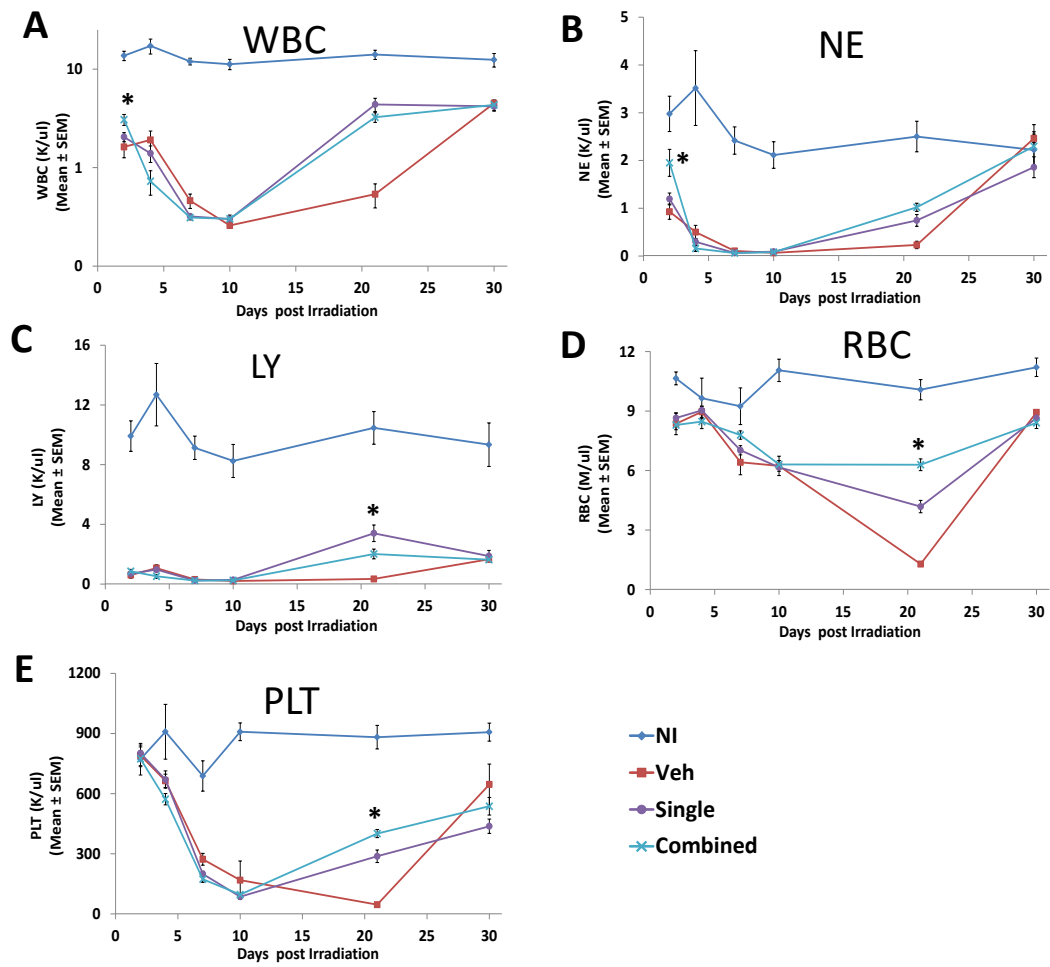 A
WBC
WBC (K/ul)
(Mean ± SEM)
10
1
0
*
0 5 10 15 20 25 30
Days post Irradiation
B
NE
NE (K/ul)
(Mean ± SEM)
5
4
3
2
1
0
*
0 5 10 15 20 25 30
Days post Irradiation
C
LY
LY (K/ul)
(Mean ± SEM)
16
12
8
4
0
*
0 5 10 15 20 25 30
Days post Irradiation
D
RBC
RBC (M/ul)
(Mean ± SEM)
12
9
6
3
0
*
0 5 10 15 20 25 30
Days post Irradiation
E
PLT
PLT (K/ul)
(Mean ± SEM)
1200
900
600
300
0
*
0 5 10 15 20 25 30
Days post Irradiation
NI
Veh
Single
Combined